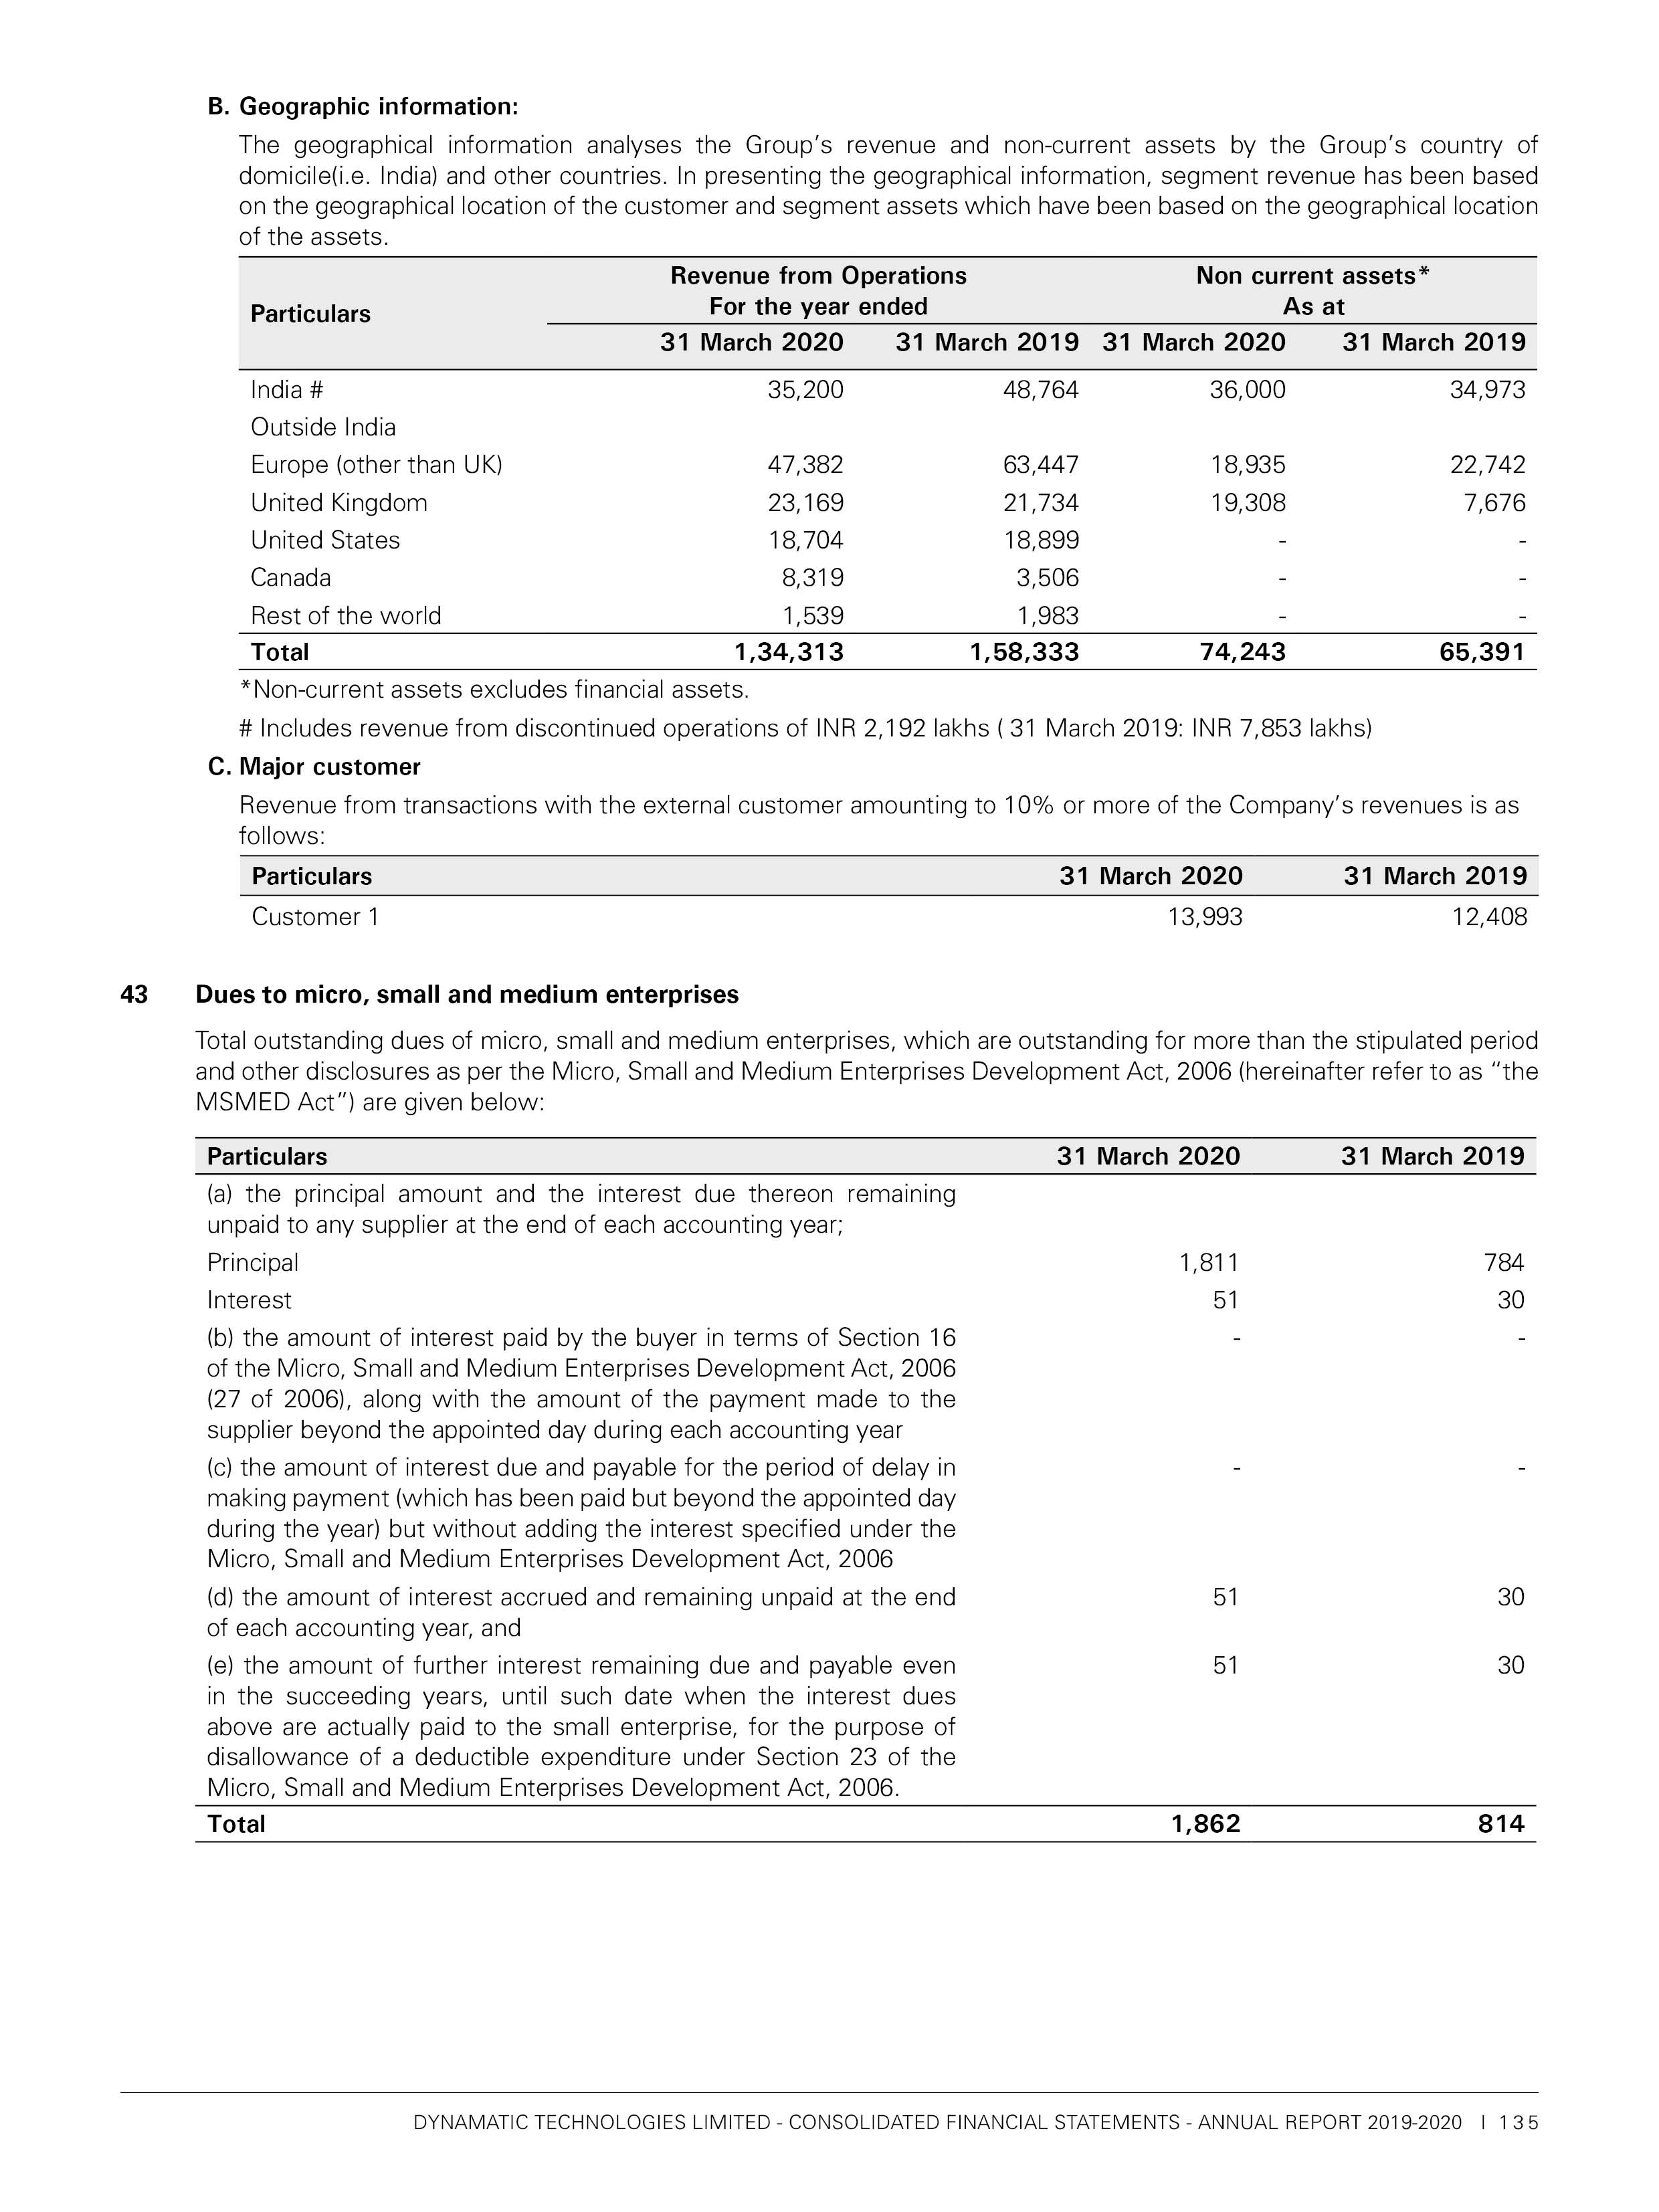 B. Geographic information:
The geographical information analyses the Group's revenue and non-current assets by the Group's country of
domicile(i.e. India) and other countries. In presenting the geographical information, segment revenue has been based
on the geographical location of the customer and segment assets which have been based on the geographical location
of the assets.
Particulars Revenue from Operations Non current assets*
For the year ended As at
31 March 2020 31 March 2019 31 March 2020 31 March 2019
India # 35,200 48,764 36,000 34,973
Outside India
Europe (other than UK) 47,382 63,447 18,935 22,742
United Kingdom 23,169 21,734 19,308 7,676
United States 18,704 18,899 - -
Canada 8,319 3,506 - -
Rest of the world 1,539 1,983 - -
Total 1,34,313 1,58,333 74,243 65,391
*Non-current assets excludes financial assets.
# Includes revenue from discontinued operations of INR 2,192 lakhs ( 31 March 2019: INR 7,853 lakhs)
C. Major customer
Revenue from transactions with the external customer amounting to 10% or more of the Company's revenues is as
follows:
Particulars 31 March 2020 31 March 2019
Customer 1 13,993 12,408
43 Dues to micro, small and medium enterprises
Total outstanding dues of micro, small and medium enterprises, which are outstanding for more than the stipulated period
and other disclosures as per the Micro, Small and Medium Enterprises Development Act, 2006 (hereinafter refer to as "the
MSMED Act") are given below:
Particulars 31 March 2020 31 March 2019
(a) the principal amount and the interest due thereon remaining
unpaid to any supplier at the end of each accounting year;
Principal 1,811 784
Interest 51 30
(b) the amount of interest paid by the buyer in terms of Section 16 - -
of the Micro, Small and Medium Enterprises Development Act, 2006
(27 of 2006), along with the amount of the payment made to the
supplier beyond the appointed day during each accounting year
(c) the amount of interest due and payable for the period of delay in - -
making payment (which has been paid but beyond the appointed day
during the year) but without adding the interest specified under the
Micro, Small and Medium Enterprises Development Act, 2006
(d) the amount of interest accrued and remaining unpaid at the end 51 30
of each accounting year, and
(e) the amount of further interest remaining due and payable even 51 30
in the succeeding years, until such date when the interest dues
above are actually paid to the small enterprise, for the purpose of
disallowance of a deductible expenditure under Section 23 of the
Micro, Small and Medium Enterprises Development Act, 2006.
Total 1,862 814
DYNAMATIC TECHNOLOGIES LIMITED - CONSOLIDATED FINANCIAL STATEMENTS - ANNUAL REPORT 2019-2020 | 135